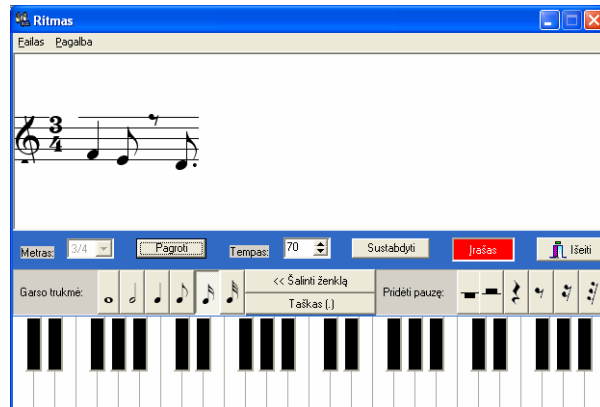 Ritmas
Failas Pagalba
3
4
Metras: 3/4 Pagroti Tempas: 70 Sustabdyti Įrašas Išeiti
Garso trukmė: << Šalinti ženklą Pridėti pauzę:
Taškas (.)